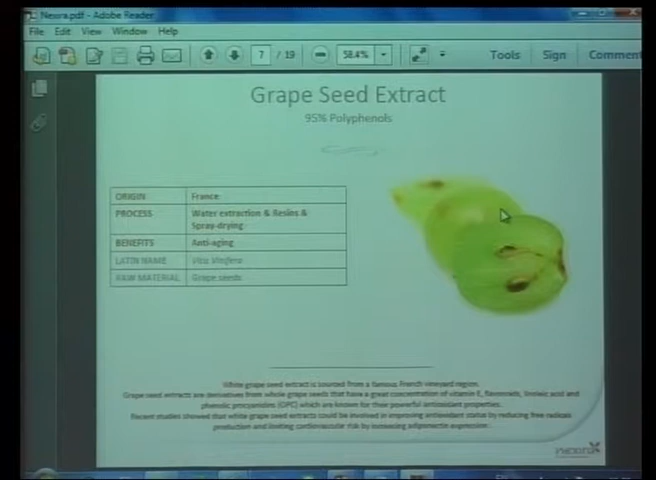 Nexira.pdf - Adobe Reader
File Edit View Window Help
7 / 19 58.4% Tools Sign Comment
Grape Seed Extract
95% Polyphenols
ORIGIN France
PROCESS Water extraction & Resins &
Spray-drying
BENEFITS Anti-aging
LATIN NAME Vitis Vinifera
RAW MATERIAL Grape seeds
White grape seed extract is sourced from a famous French vineyard region.
Grape seed extracts are derivatives from whole grape seeds that have a great concentration of vitamin E, flavonoids, linoleic acid and
phenolic procyanidins (OPC) which are known for their powerful antioxidant properties.
Recent studies showed that white grape seed extracts could be involved in improving antioxidant status by reducing free radicals
production and limiting cardiovascular risk by increasing adiponectin expression.